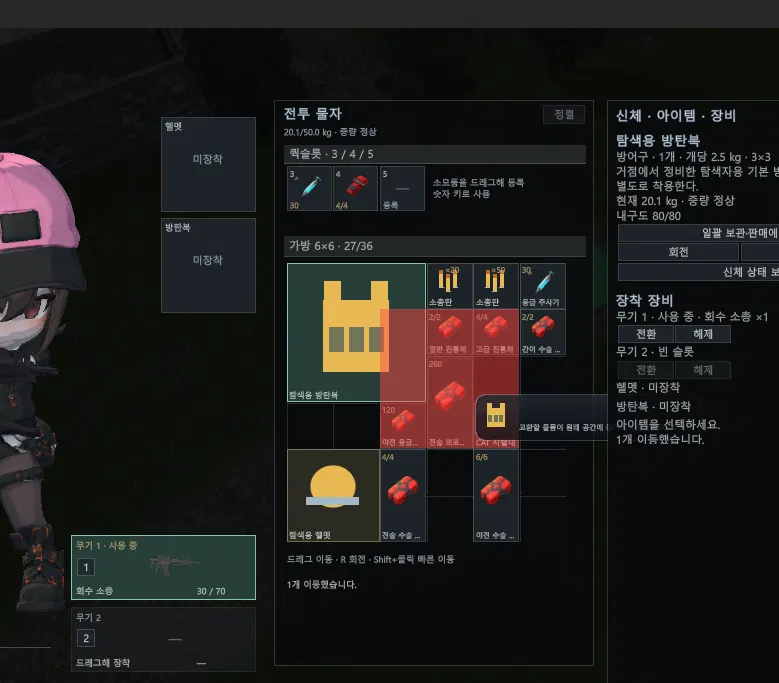 헬멧
미장착
방탄복
미장착
무기 1 · 사용 중
1
회수 소총
30 / 70
무기 2
2
—
드래그해 장착
—
전투 물자
정렬
20.1/50.0 kg · 중량 정상
퀵슬롯 · 3 / 4 / 5
3
30
4
4/4
5
—
등록
소모품을 드래그해 등록
숫자 키로 사용
가방 6×6 · 27/36
탐색용 방탄복
×20
소총탄
×50
소총탄
30
응급 주사기
2/2
일반 진통제
4/4
고급 진통제
2/2
간이 수술 ...
260
전술 의료...
120
야전 응급...
CAT 지혈대
교환할 물품이 원래 공간에
탐색용 헬멧
4/4
전술 수술 ...
6/6
야전 수술 ...
드래그 이동 · R 회전 · Shift+클릭 빠른 이동
1개 이동했습니다.
신체 · 아이템 · 장비
탐색용 방탄복
방어구 · 1개 · 개당 2.5 kg · 3×3
거점에서 정비한 탐색자용 기본
별도로 착용한다.
현재 20.1 kg · 중량 정상
내구도 80/80
일괄 보관·판매에
회전
신체 상태 보
장착 장비
무기 1 · 사용 중 · 회수 소총 ×1
전환
해제
무기 2 · 빈 슬롯
전환
해제
헬멧 · 미장착
방탄복 · 미장착
아이템을 선택하세요.
1개 이동했습니다.